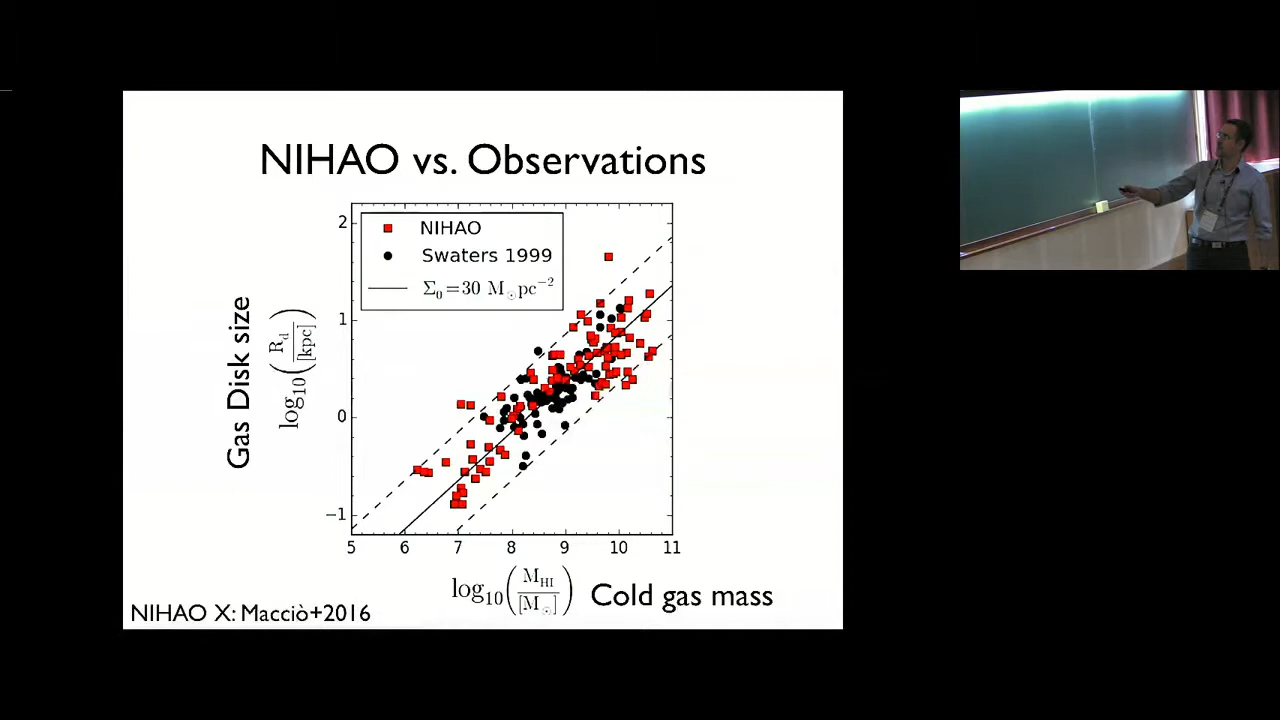 NIHAO vs. Observations
NIHAO
Swaters 1999
Σ₀=30 M☉pc⁻²
Gas Disk size
log₁₀(R_d/[kpc])
2
1
0
−1
5 6 7 8 9 10 11
log₁₀(M_HI/[M☉]) Cold gas mass
NIHAO X: Macciò+2016